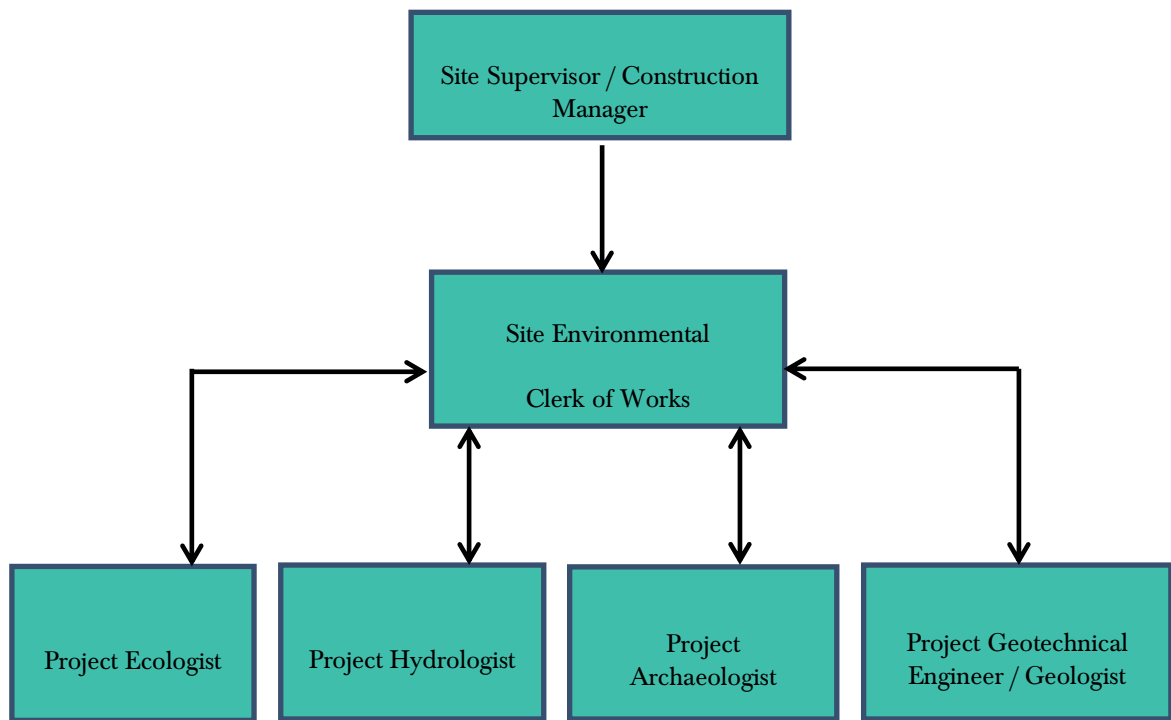 Site Supervisor / Construction
Manager
Site Environmental
Clerk of Works
Project Ecologist
Project Hydrologist
Project
Archaeologist
Project Geotechnical
Engineer / Geologist